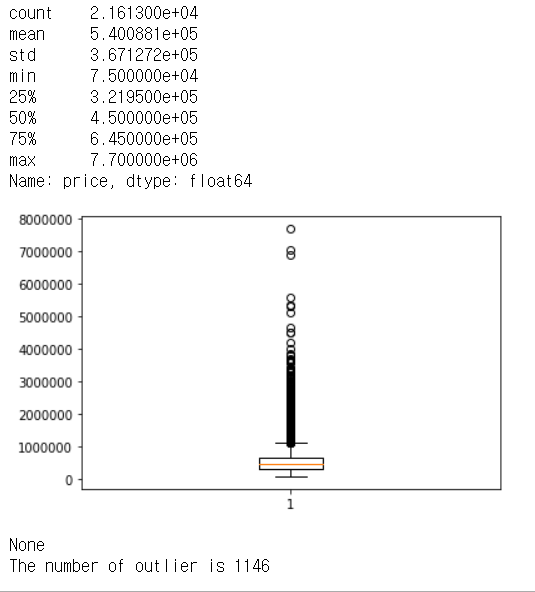 count 2.161300e+04
mean 5.400881e+05
std 3.671272e+05
min 7.500000e+04
25% 3.219500e+05
50% 4.500000e+05
75% 6.450000e+05
max 7.700000e+06
Name: price, dtype: float64
8000000
7000000
6000000
5000000
4000000
3000000
2000000
1000000
0
1
None
The number of outlier is 1146